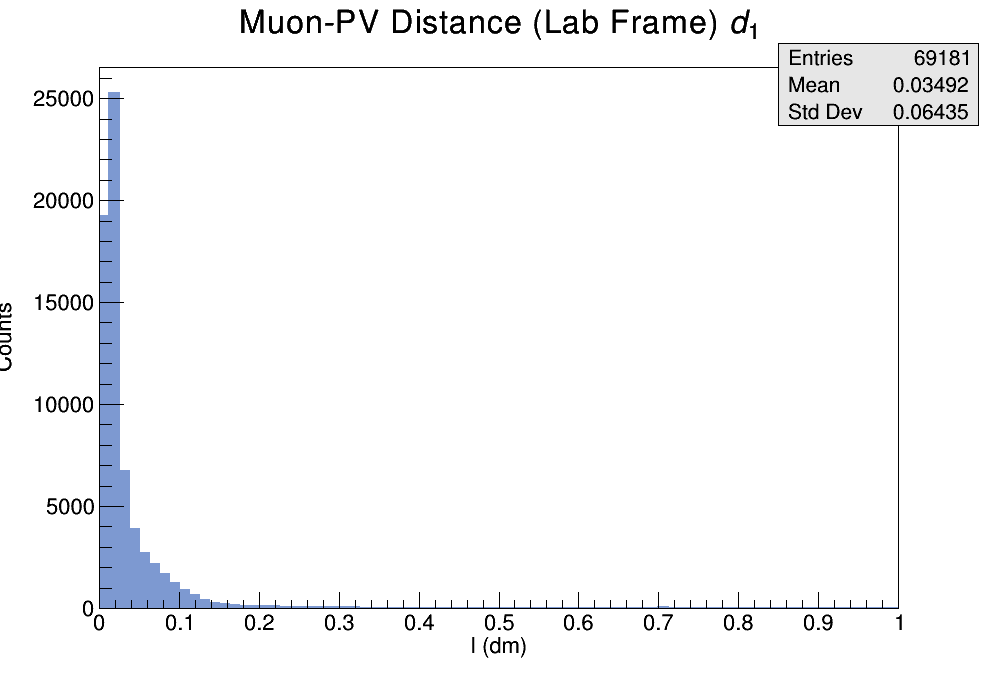 Muon-PV Distance (Lab Frame) d₁
Entries 69181
Mean 0.03492
Std Dev 0.06435
25000
20000
15000
10000
5000
0
Counts
0 0.1 0.2 0.3 0.4 0.5 0.6 0.7 0.8 0.9 1
l (dm)